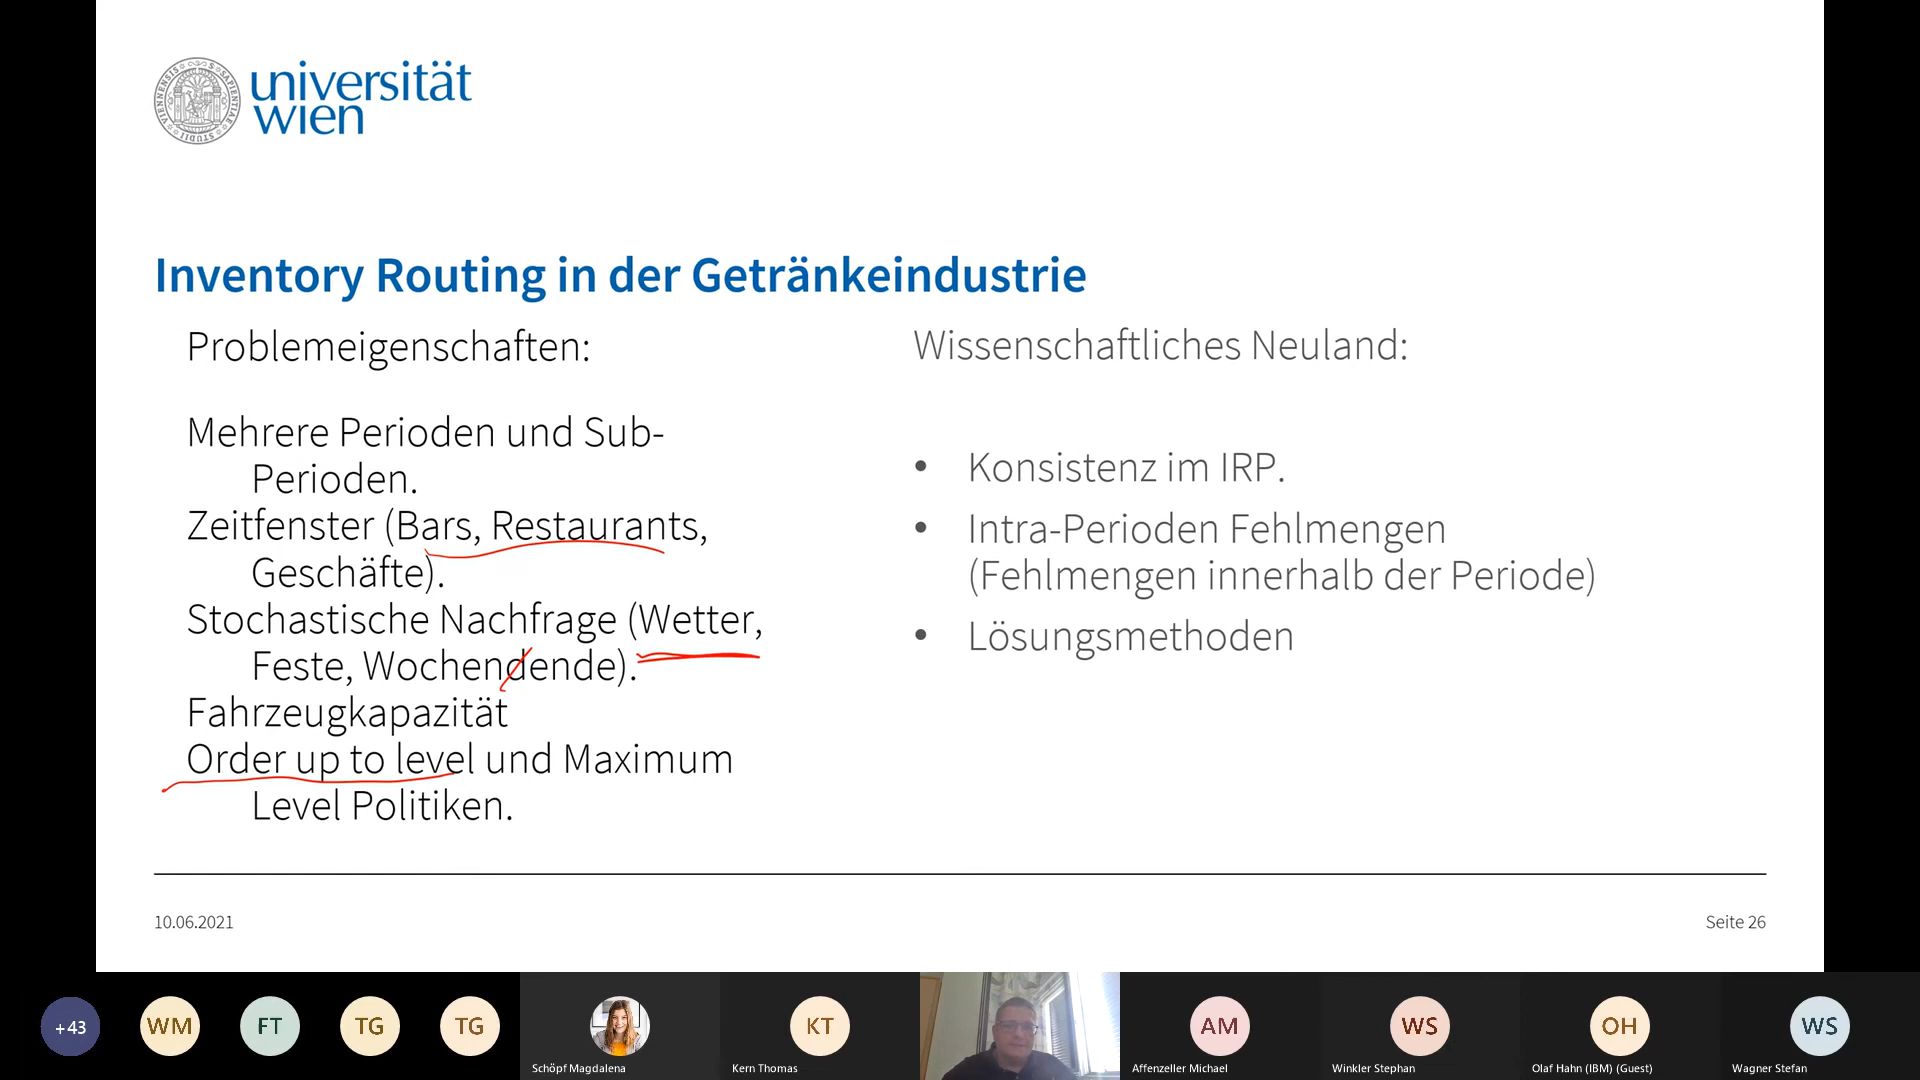 universität
wien
Inventory Routing in der Getränkeindustrie
Problemeigenschaften:
Mehrere Perioden und Sub-
Perioden.
Zeitfenster (Bars, Restaurants,
Geschäfte).
Stochastische Nachfrage (Wetter,
Feste, Wochendende).
Fahrzeugkapazität
Order up to level und Maximum
Level Politiken.
Wissenschaftliches Neuland:
• Konsistenz im IRP.
• Intra-Perioden Fehlmengen
(Fehlmengen innerhalb der Periode)
• Lösungsmethoden
10.06.2021
Seite 26
+43
WM
FT
TG
TG
Schöpf Magdalena
KT
Kern Thomas
AM
Affenzeller Michael
WS
Winkler Stephan
OH
Olaf Hahn (IBM) (Guest)
WS
Wagner Stefan